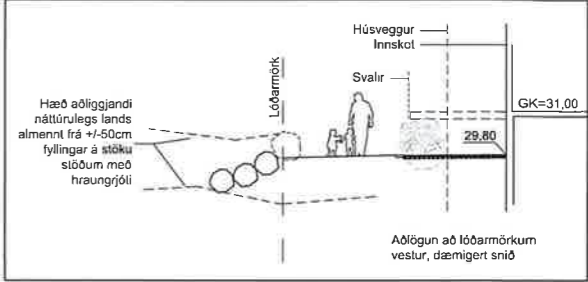 Húsveggur
Innskot
Svalir
Lóðarmörk
GK=31,00
29,80
Hæð aðliggjandi
náttúrulegs lands
almennt frá +/-50cm
fyllingar á stöku
stöðum með
hraungrjóli
Aðlögun að lóðarmörkum
vestur, dæmigert snið